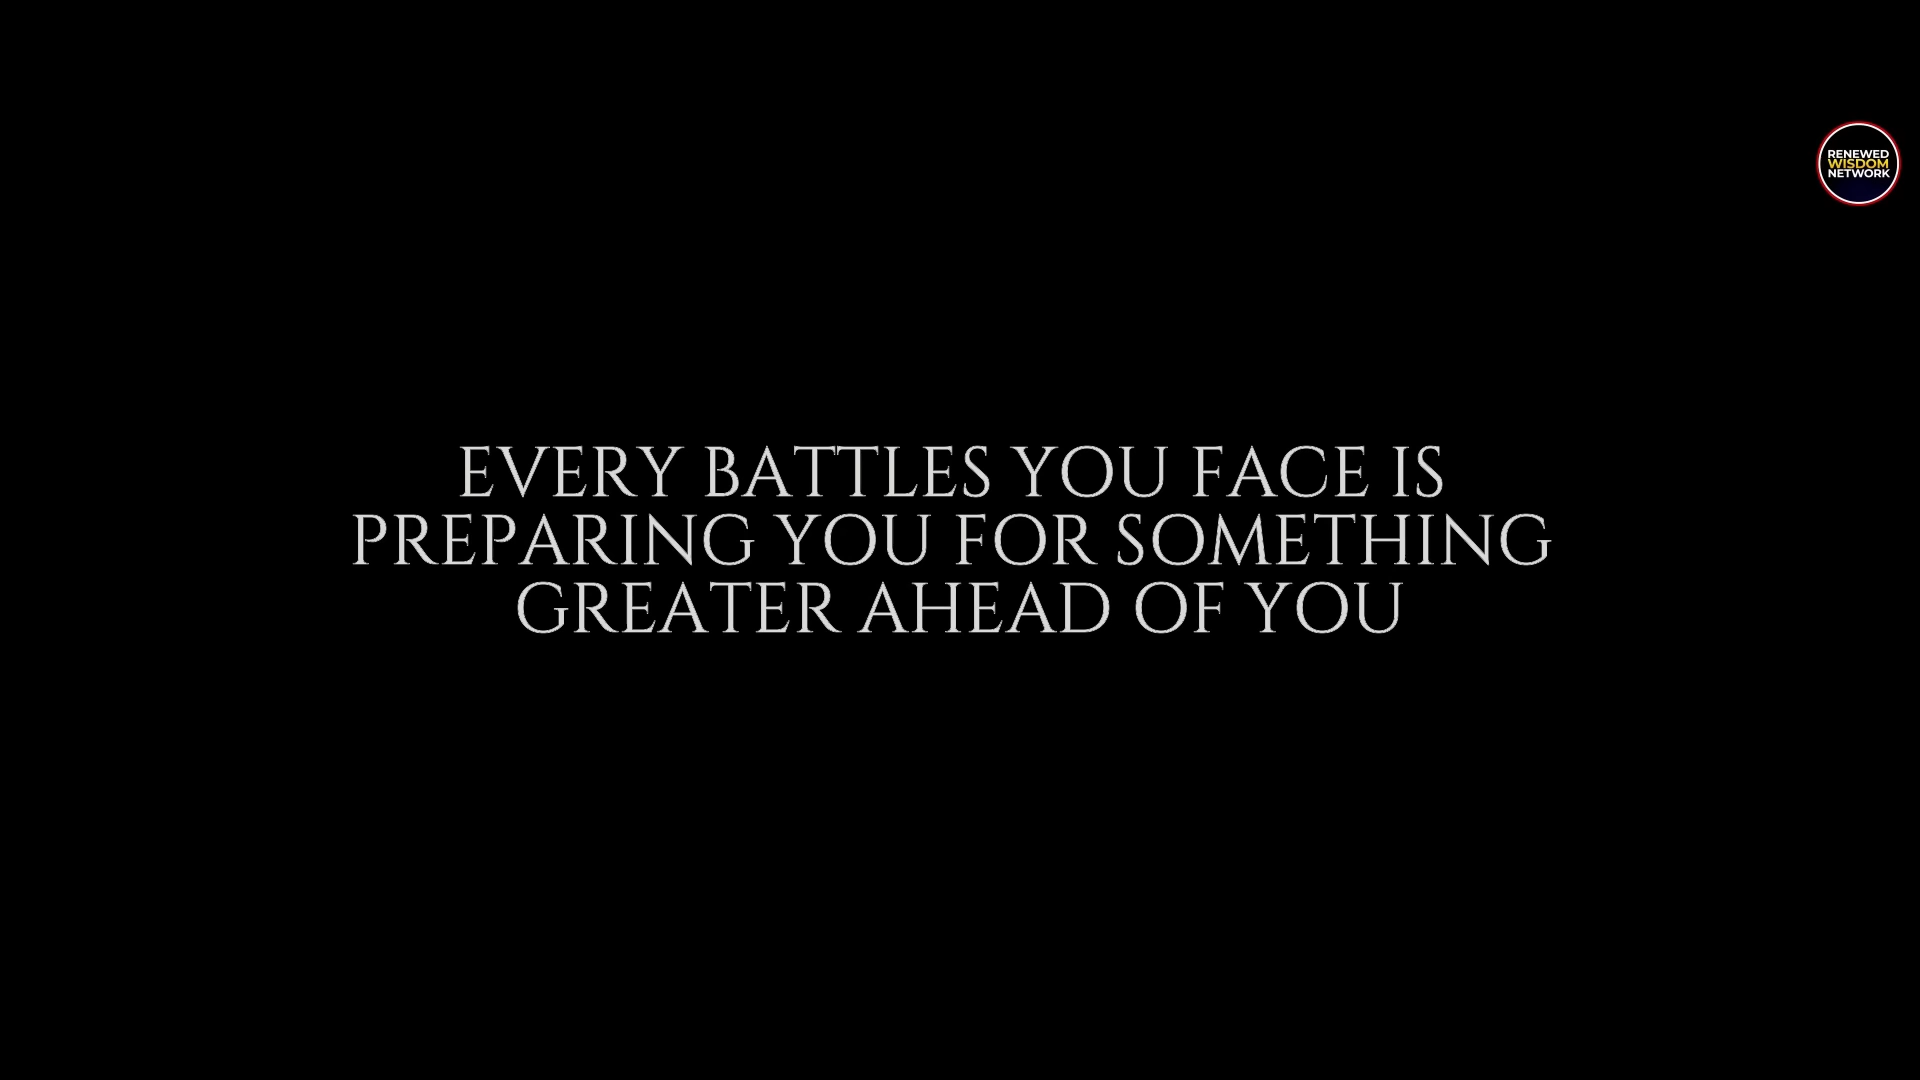 RENEWED
WISDOM
NETWORK
EVERY BATTLES YOU FACE IS
PREPARING YOU FOR SOMETHING
GREATER AHEAD OF YOU